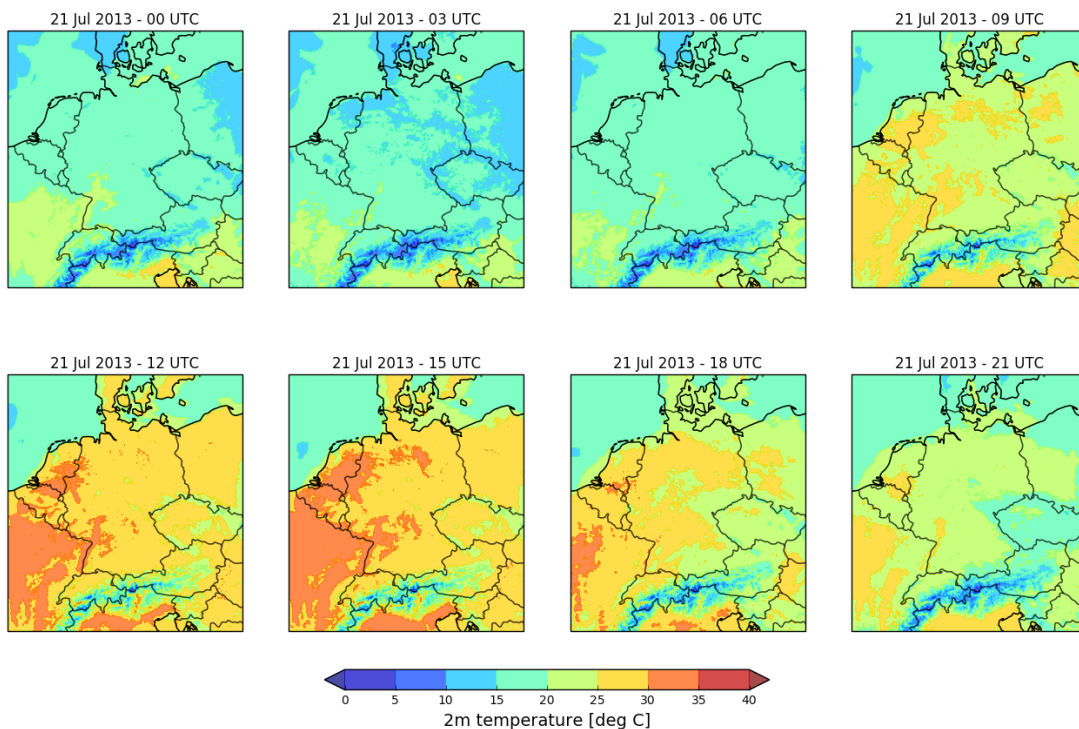 21 Jul 2013 - 00 UTC
21 Jul 2013 - 03 UTC
21 Jul 2013 - 06 UTC
21 Jul 2013 - 09 UTC
21 Jul 2013 - 12 UTC
21 Jul 2013 - 15 UTC
21 Jul 2013 - 18 UTC
21 Jul 2013 - 21 UTC
0 5 10 15 20 25 30 35 40
2m temperature [deg C]